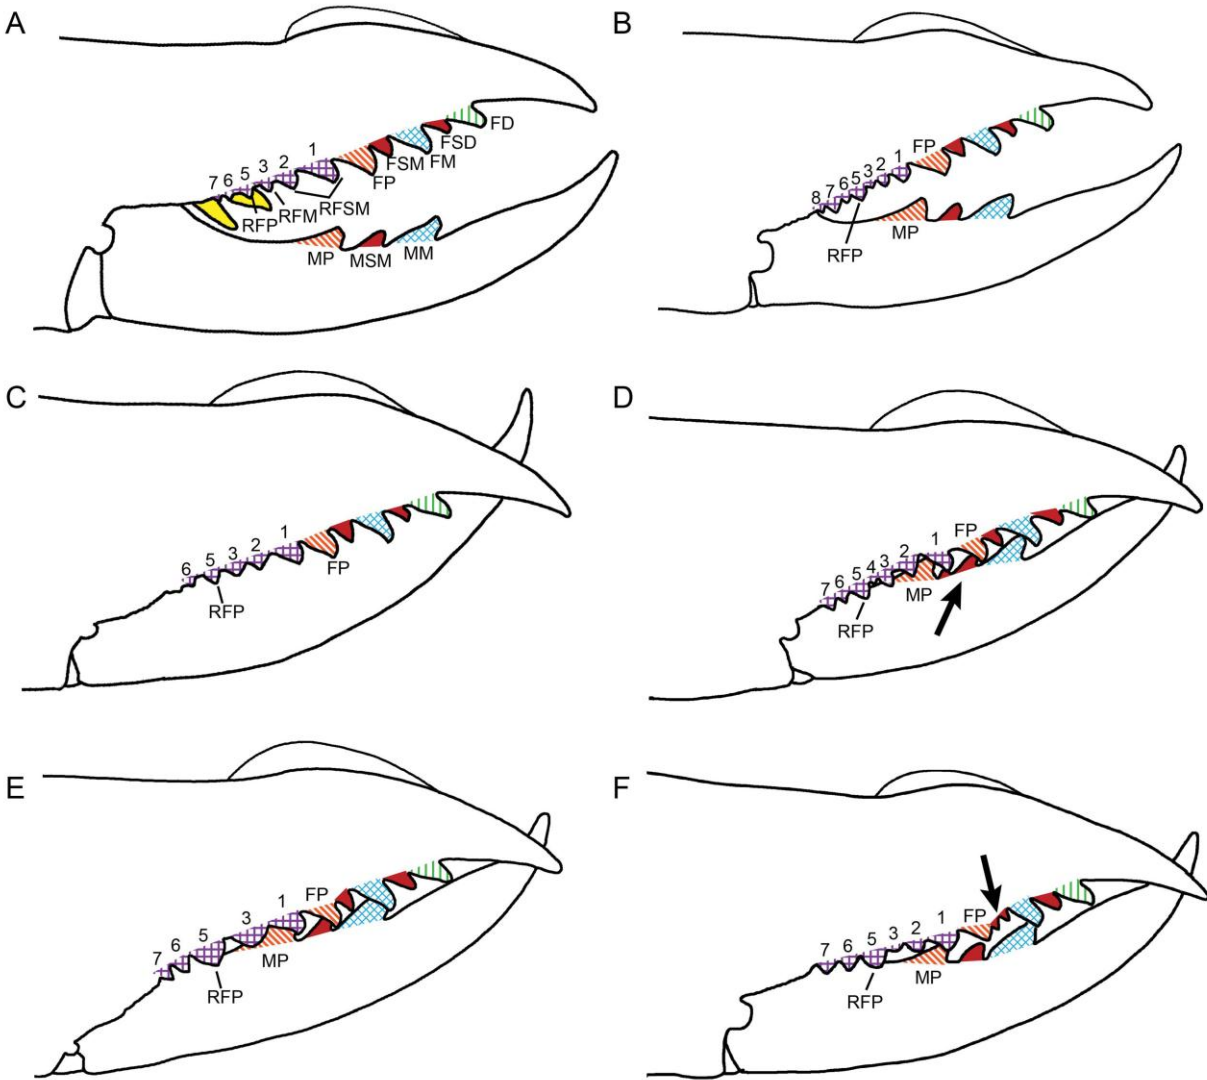 A
7 6 5 3 2 1
FD
FSD
FSM FM
FP
RFSM
RFM
RFP
MP MSM MM
B
8 7 6 5 3 2 1 FP
MP
RFP
C
6 5 3 2 1
FP
RFP
D
7 6 5 4 3 2 1 FP
MP
RFP
E
7 6 5 3 1 FP
MP
RFP
F
7 6 5 3 2 1 FP
MP
RFP